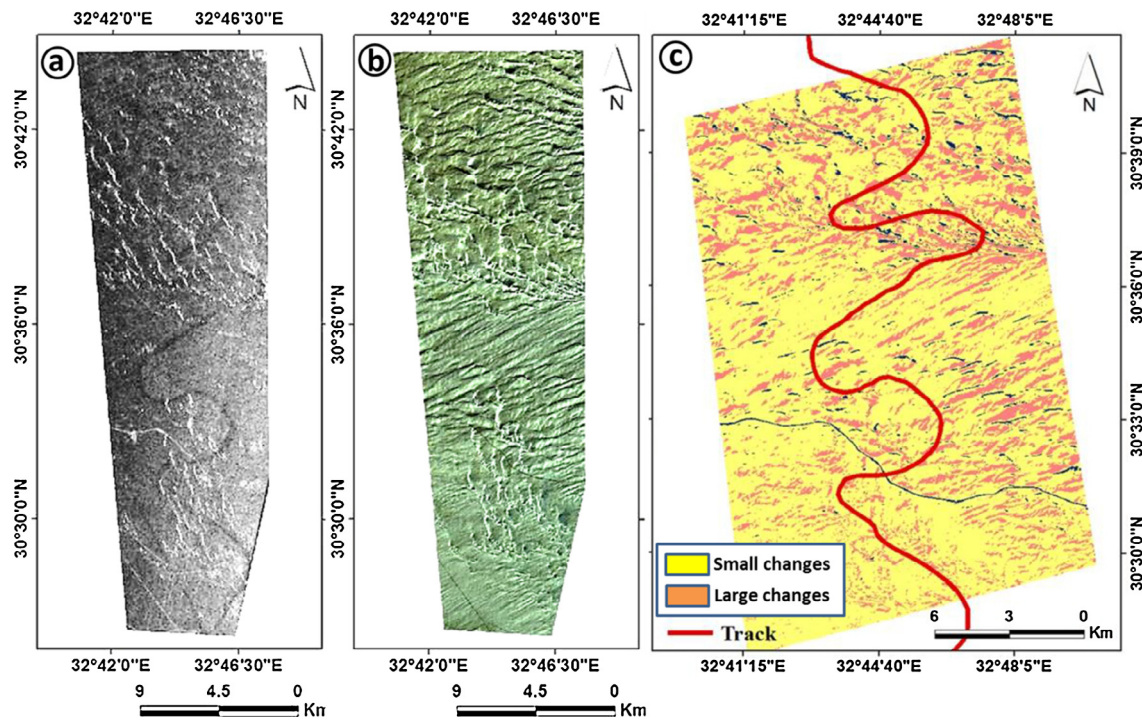 32°42'0"E 32°46'30"E 32°42'0"E 32°46'30"E 32°41'15"E 32°44'40"E 32°48'5"E
a b c
N N N
30°42'0"N 30°42'0"N 30°39'0"N
30°36'0"N 30°36'0"N 30°36'0"N
30°33'0"N
30°30'0"N 30°30'0"N 30°30'0"N
Small changes
Large changes
Track
6 3 0
Km
32°42'0"E 32°46'30"E 32°42'0"E 32°46'30"E 32°41'15"E 32°44'40"E 32°48'5"E
9 4.5 0 9 4.5 0
Km Km